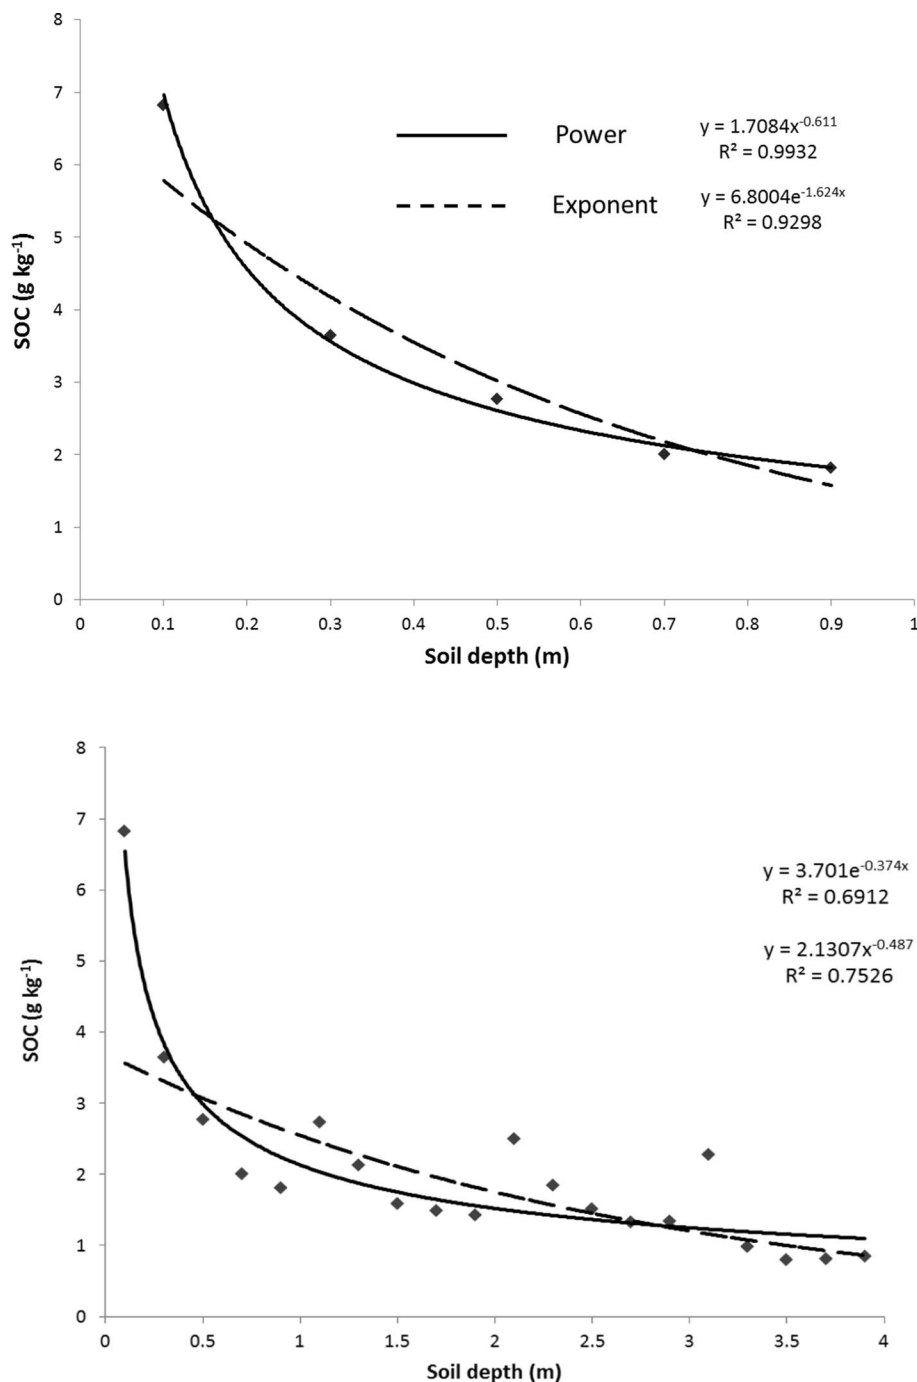 8
7
6
5
4
3
2
1
0
SOC (g kg⁻¹)
Power
y = 1.7084x⁻⁰·⁶¹¹
R² = 0.9932
Exponent
y = 6.8004e⁻¹·⁶²⁴ˣ
R² = 0.9298
0 0.1 0.2 0.3 0.4 0.5 0.6 0.7 0.8 0.9 1
Soil depth (m)
8
7
6
5
4
3
2
1
0
SOC (g kg⁻¹)
y = 3.701e⁻⁰·³⁷⁴ˣ
R² = 0.6912
y = 2.1307x⁻⁰·⁴⁸⁷
R² = 0.7526
0 0.5 1 1.5 2 2.5 3 3.5 4
Soil depth (m)